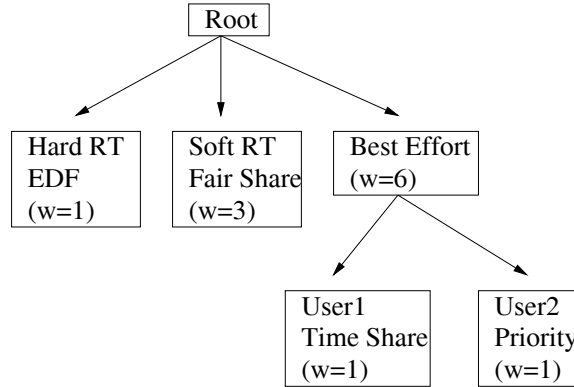 Root
Hard RT
EDF
(w=1)
Soft RT
Fair Share
(w=3)
Best Effort
(w=6)
User1
Time Share
(w=1)
User2
Priority
(w=1)